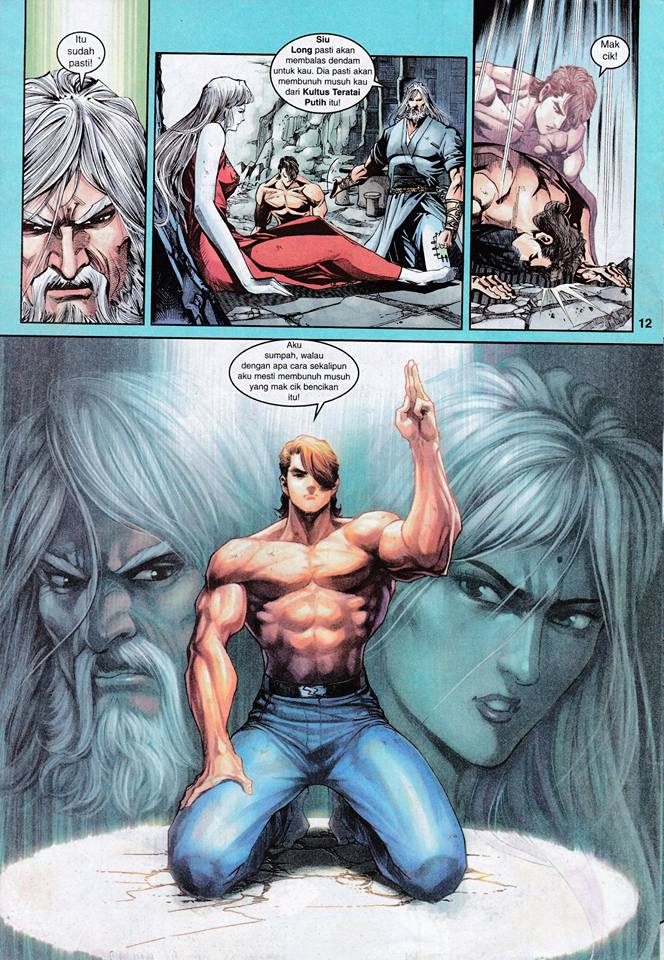 Itu
sudah
pasti!
Siu
Long pasti akan
membalas dendam
untuk kau. Dia pasti akan
membunuh musuh kau
dari Kultus Teratai
Putih itu!
Mak
cik!
12
Aku
sumpah, walau
dengan apa cara sekalipun
aku mesti membunuh musuh
yang mak cik bencikan
itu!